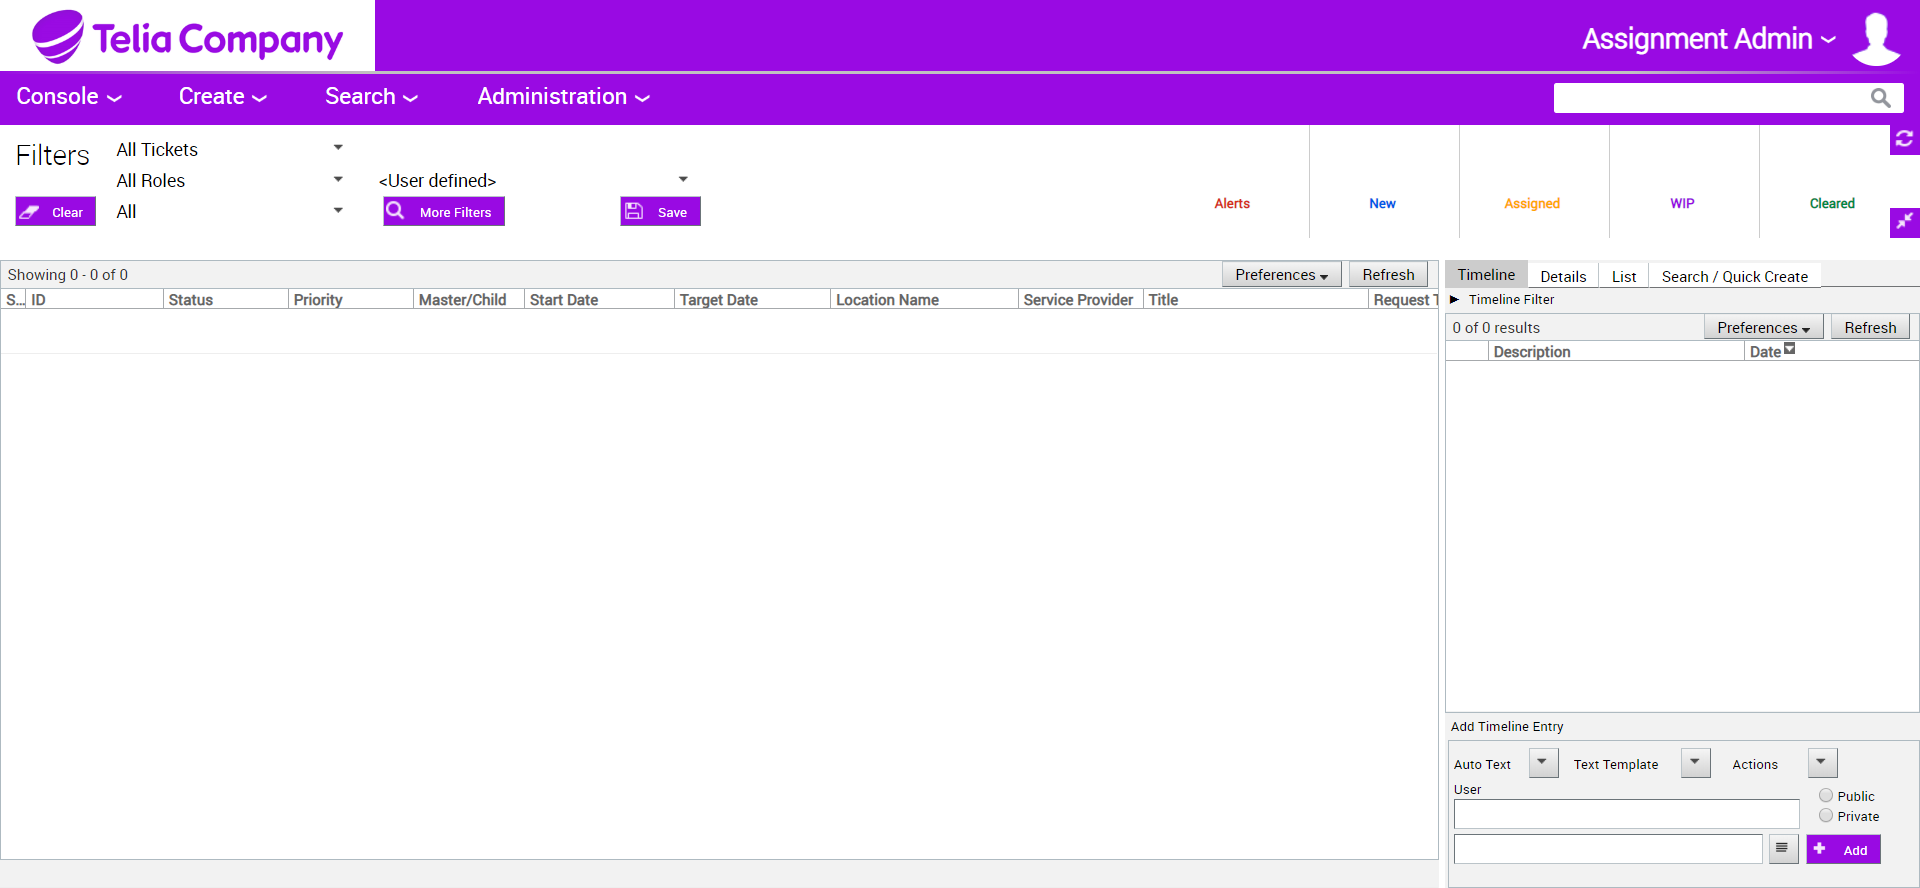 Telia Company
Assignment Admin
Console
Create
Search
Administration
Filters
All Tickets
All Roles
<User defined>
Clear
All
More Filters
Save
Alerts
New
Assigned
WIP
Cleared
Showing 0 - 0 of 0
Preferences
Refresh
S... ID Status Priority Master/Child Start Date Target Date Location Name Service Provider Title Request T
Timeline
Details
List
Search / Quick Create
Timeline Filter
0 of 0 results
Preferences
Refresh
Description
Date
Add Timeline Entry
Auto Text
Text Template
Actions
User
Public
Private
Add